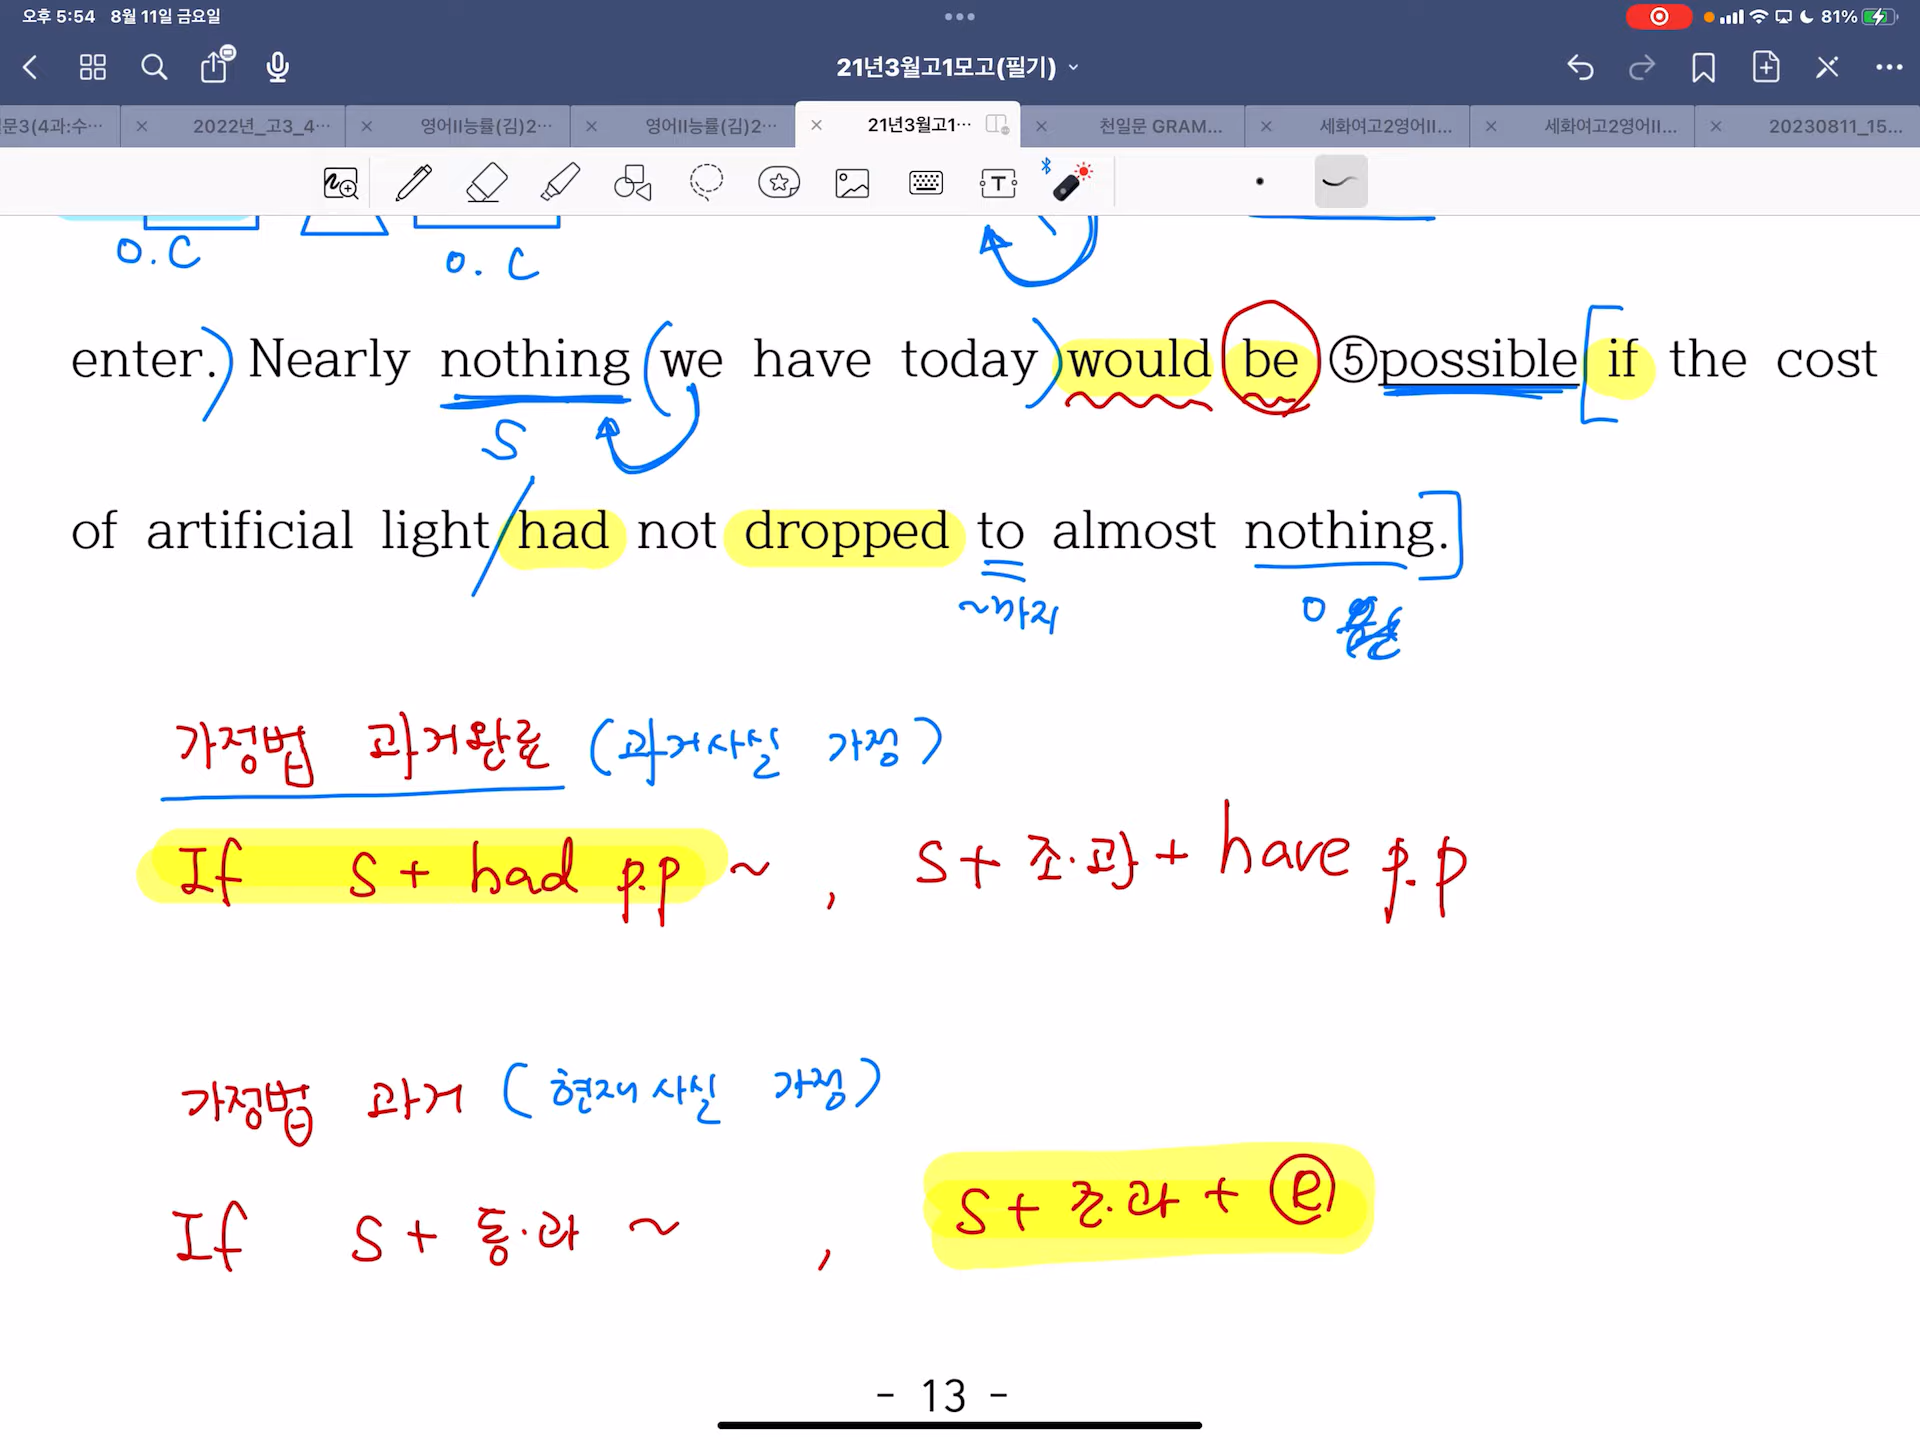 오후 5:54 8월 11일 금요일
81%
21년3월고1모고(필기)
문3(4과:수… 2022년_고3_4… 영어II능률(김)2… 영어II능률(김)2… 21년3월고1… 천일문 GRAM… 세화여고2영어II… 세화여고2영어II… 20230811_15…
O.C O.C
enter.) Nearly nothing (we have today) would be ⑤possible [if the cost
S
of artificial light/had not dropped to almost nothing.]
~까지 0
가정법 과거완료 (과거사실 가정)
If S + had p.p ~ , S +조.과 + have p.p
가정법 과거 (현재사실 가정)
If S + 동.과 ~ , S + 조.과 + Ⓡ
- 13 -